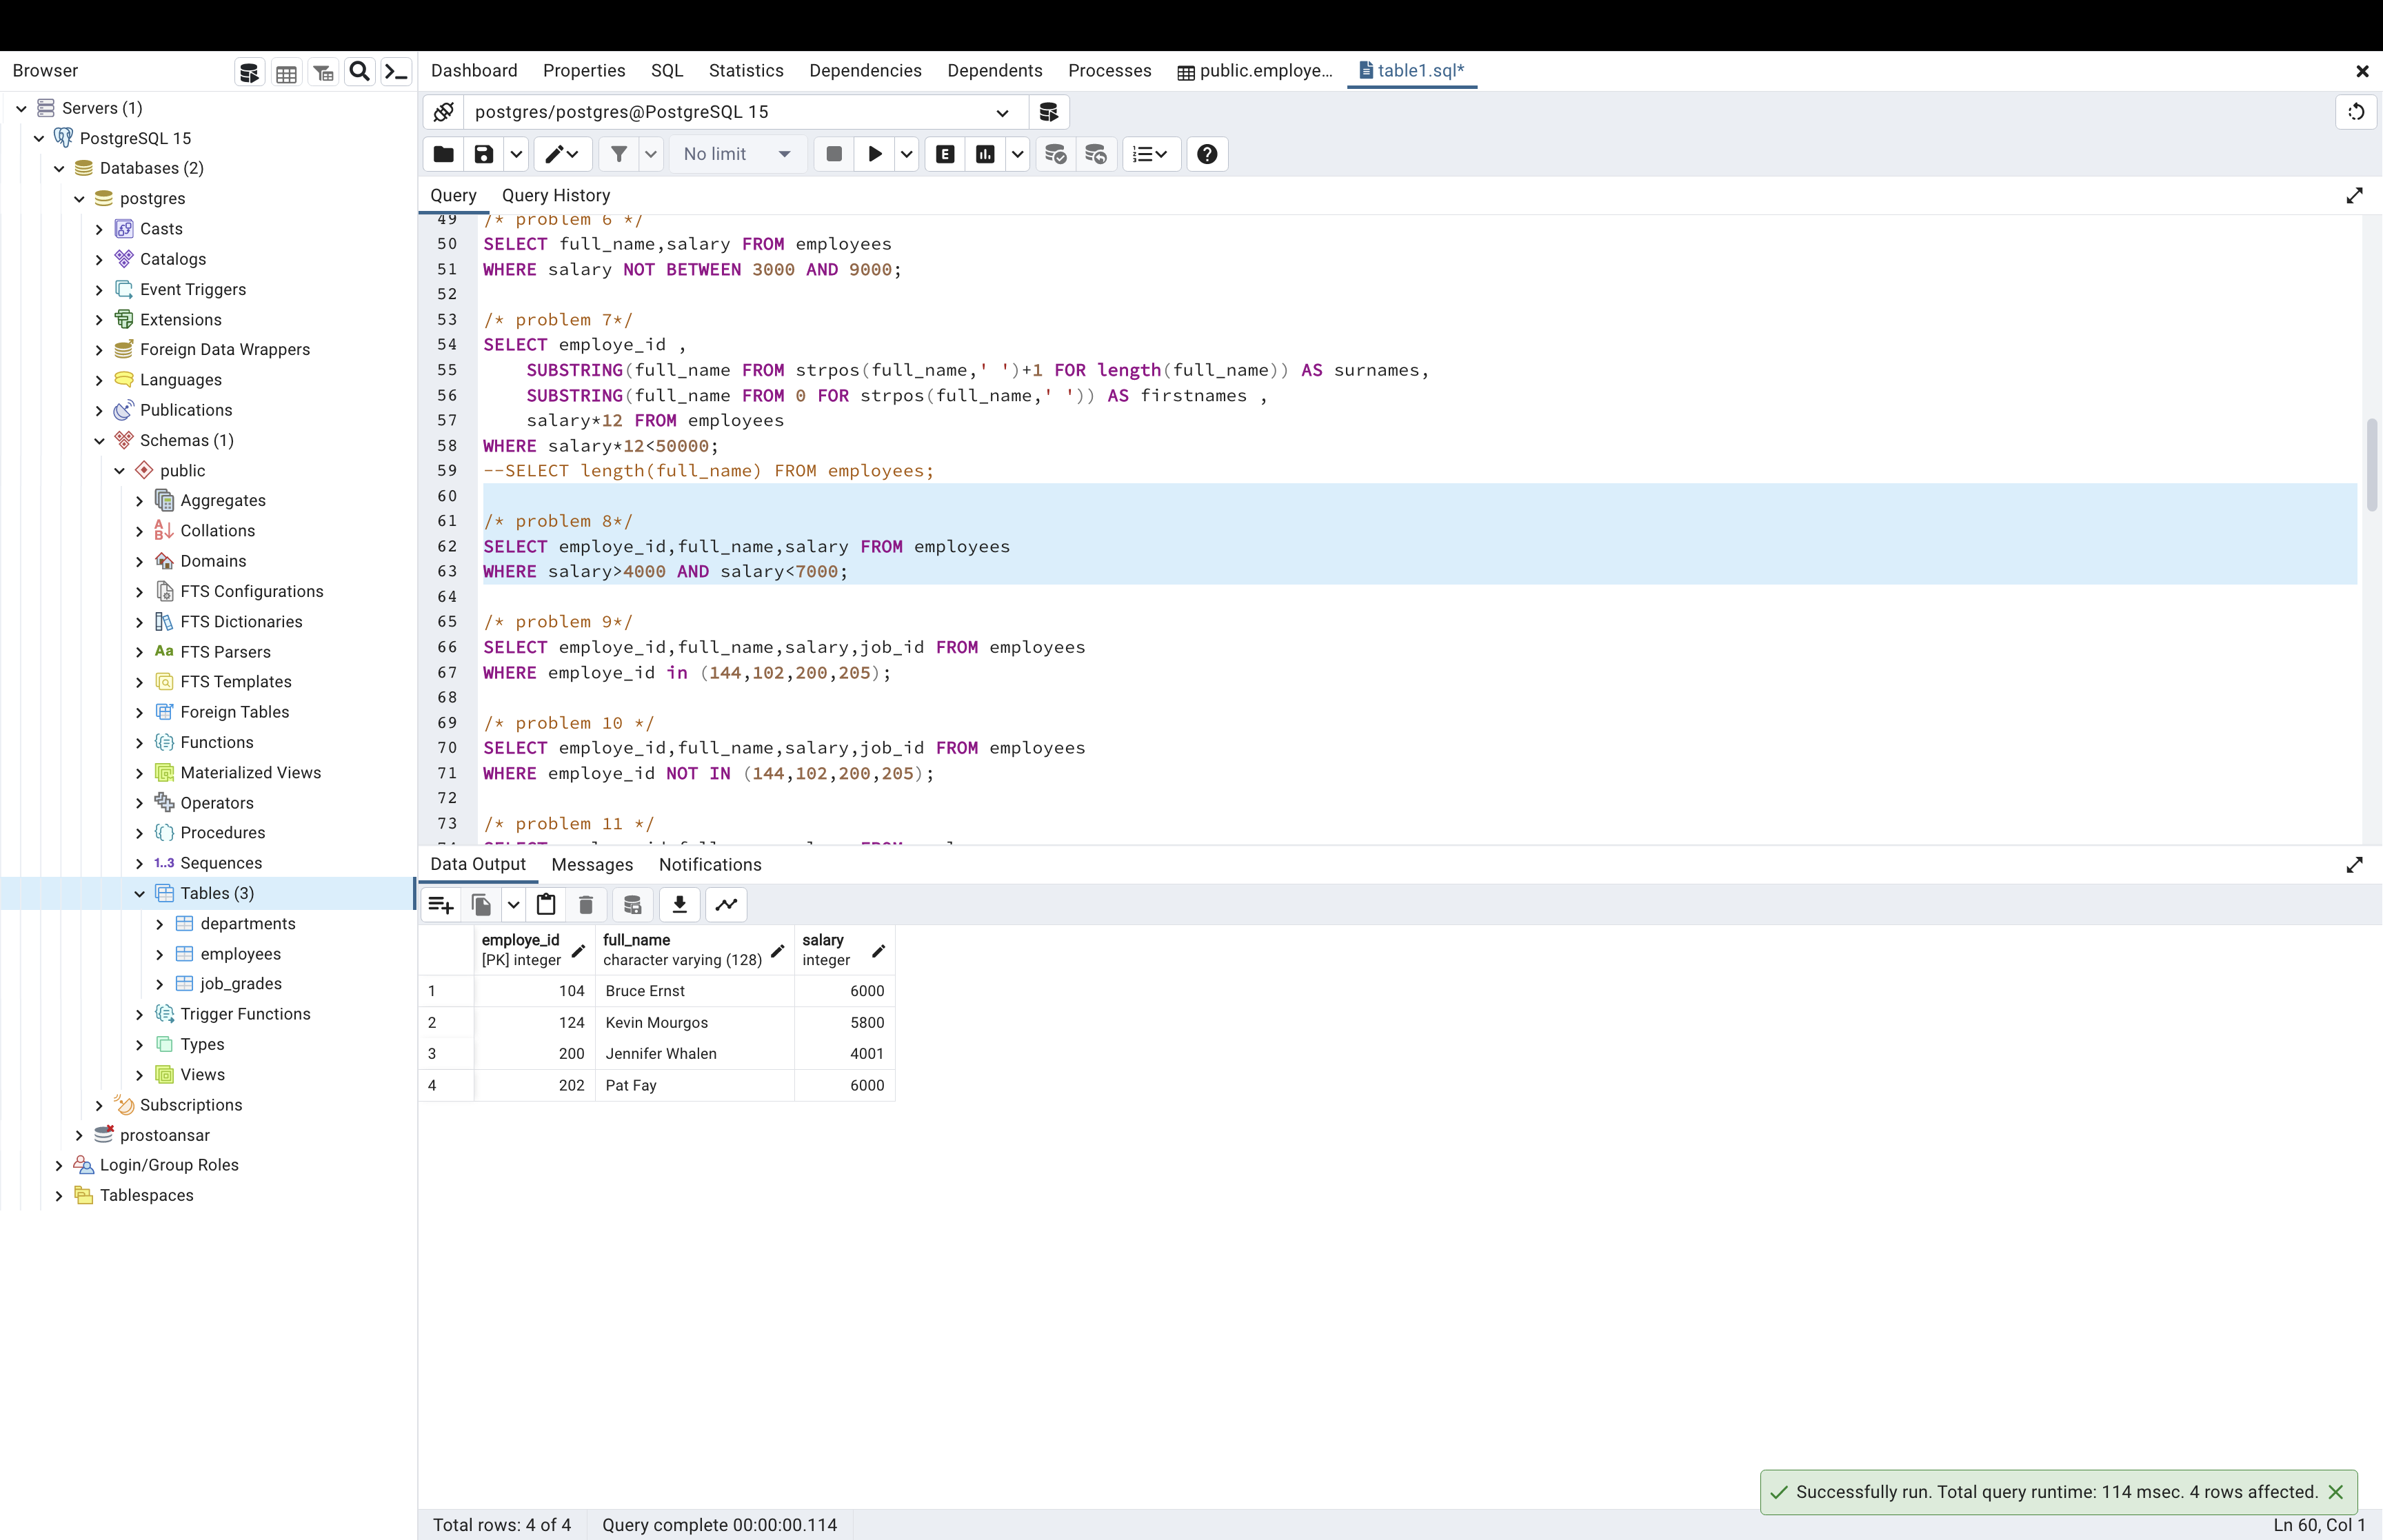 Browser
Servers (1)
PostgreSQL 15
Databases (2)
postgres
Casts
Catalogs
Event Triggers
Extensions
Foreign Data Wrappers
Languages
Publications
Schemas (1)
public
Aggregates
Collations
Domains
FTS Configurations
FTS Dictionaries
Aa FTS Parsers
FTS Templates
Foreign Tables
Functions
Materialized Views
Operators
Procedures
1..3 Sequences
Tables (3)
departments
employees
job_grades
Trigger Functions
Types
Views
Subscriptions
prostoansar
Login/Group Roles
Tablespaces
Dashboard Properties SQL Statistics Dependencies Dependents Processes public.employe... table1.sql*
postgres/postgres@PostgreSQL 15
No limit E
Query Query History
49 /* problem 6 */
50 SELECT full_name,salary FROM employees
51 WHERE salary NOT BETWEEN 3000 AND 9000;
52
53 /* problem 7*/
54 SELECT employe_id ,
55 SUBSTRING(full_name FROM strpos(full_name,' ')+1 FOR length(full_name)) AS surnames,
56 SUBSTRING(full_name FROM 0 FOR strpos(full_name,' ')) AS firstnames ,
57 salary*12 FROM employees
58 WHERE salary*12<50000;
59 --SELECT length(full_name) FROM employees;
60
61 /* problem 8*/
62 SELECT employe_id,full_name,salary FROM employees
63 WHERE salary>4000 AND salary<7000;
64
65 /* problem 9*/
66 SELECT employe_id,full_name,salary,job_id FROM employees
67 WHERE employe_id in (144,102,200,205);
68
69 /* problem 10 */
70 SELECT employe_id,full_name,salary,job_id FROM employees
71 WHERE employe_id NOT IN (144,102,200,205);
72
73 /* problem 11 */
Data Output Messages Notifications
employe_id full_name salary
[PK] integer character varying (128) integer
1 104 Bruce Ernst 6000
2 124 Kevin Mourgos 5800
3 200 Jennifer Whalen 4001
4 202 Pat Fay 6000
Successfully run. Total query runtime: 114 msec. 4 rows affected.
Total rows: 4 of 4 Query complete 00:00:00.114 Ln 60, Col 1